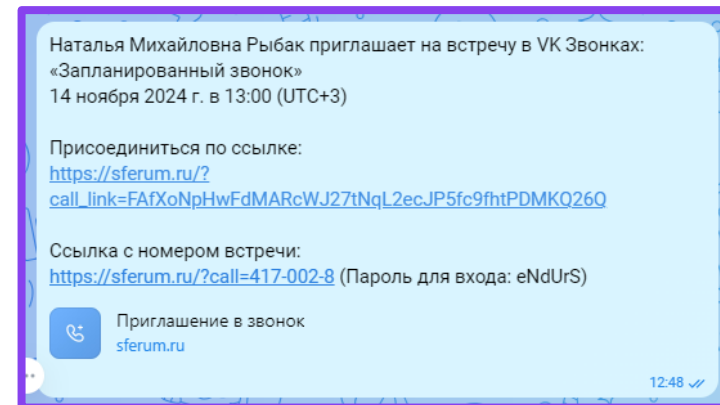 Наталья Михайловна Рыбак приглашает на встречу в VK Звонках:
«Запланированный звонок»
14 ноября 2024 г. в 13:00 (UTC+3)
Присоединиться по ссылке:
https://sferum.ru/?
call_link=FAfXoNpHwFdMARcWJ27tNqL2ecJP5fc9fhtPDMKQ26Q
Ссылка с номером встречи:
https://sferum.ru/?call=417-002-8 (Пароль для входа: eNdUrS)
Приглашение в звонок
sferum.ru
12:48